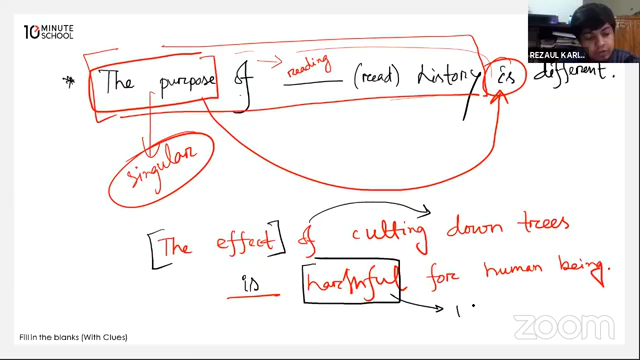 10 MINUTE SCHOOL
REZAUL KARI
* The purpose of reading ____ (read) history is different.
singular
[The effect] of cutting down trees
is harmful for human being.
Fill in the blanks (With Clues)
zoom